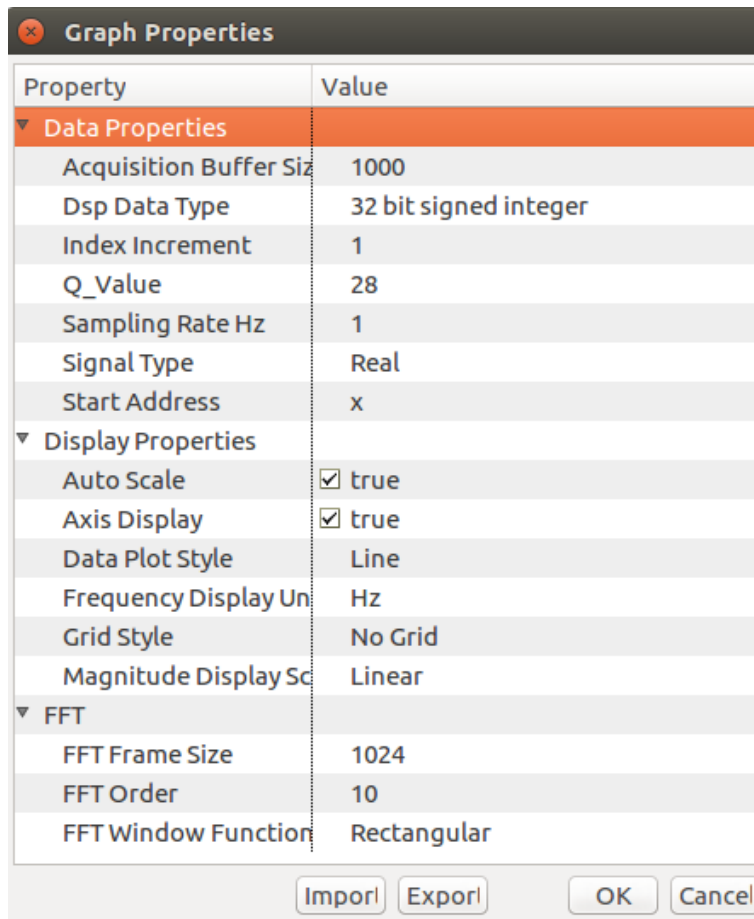 Graph Properties
Property Value
Data Properties
Acquisition Buffer Siz 1000
Dsp Data Type 32 bit signed integer
Index Increment 1
Q_Value 28
Sampling Rate Hz 1
Signal Type Real
Start Address x
Display Properties
Auto Scale true
Axis Display true
Data Plot Style Line
Frequency Display Un Hz
Grid Style No Grid
Magnitude Display Sc Linear
FFT
FFT Frame Size 1024
FFT Order 10
FFT Window Function Rectangular
Import Export OK Cancel